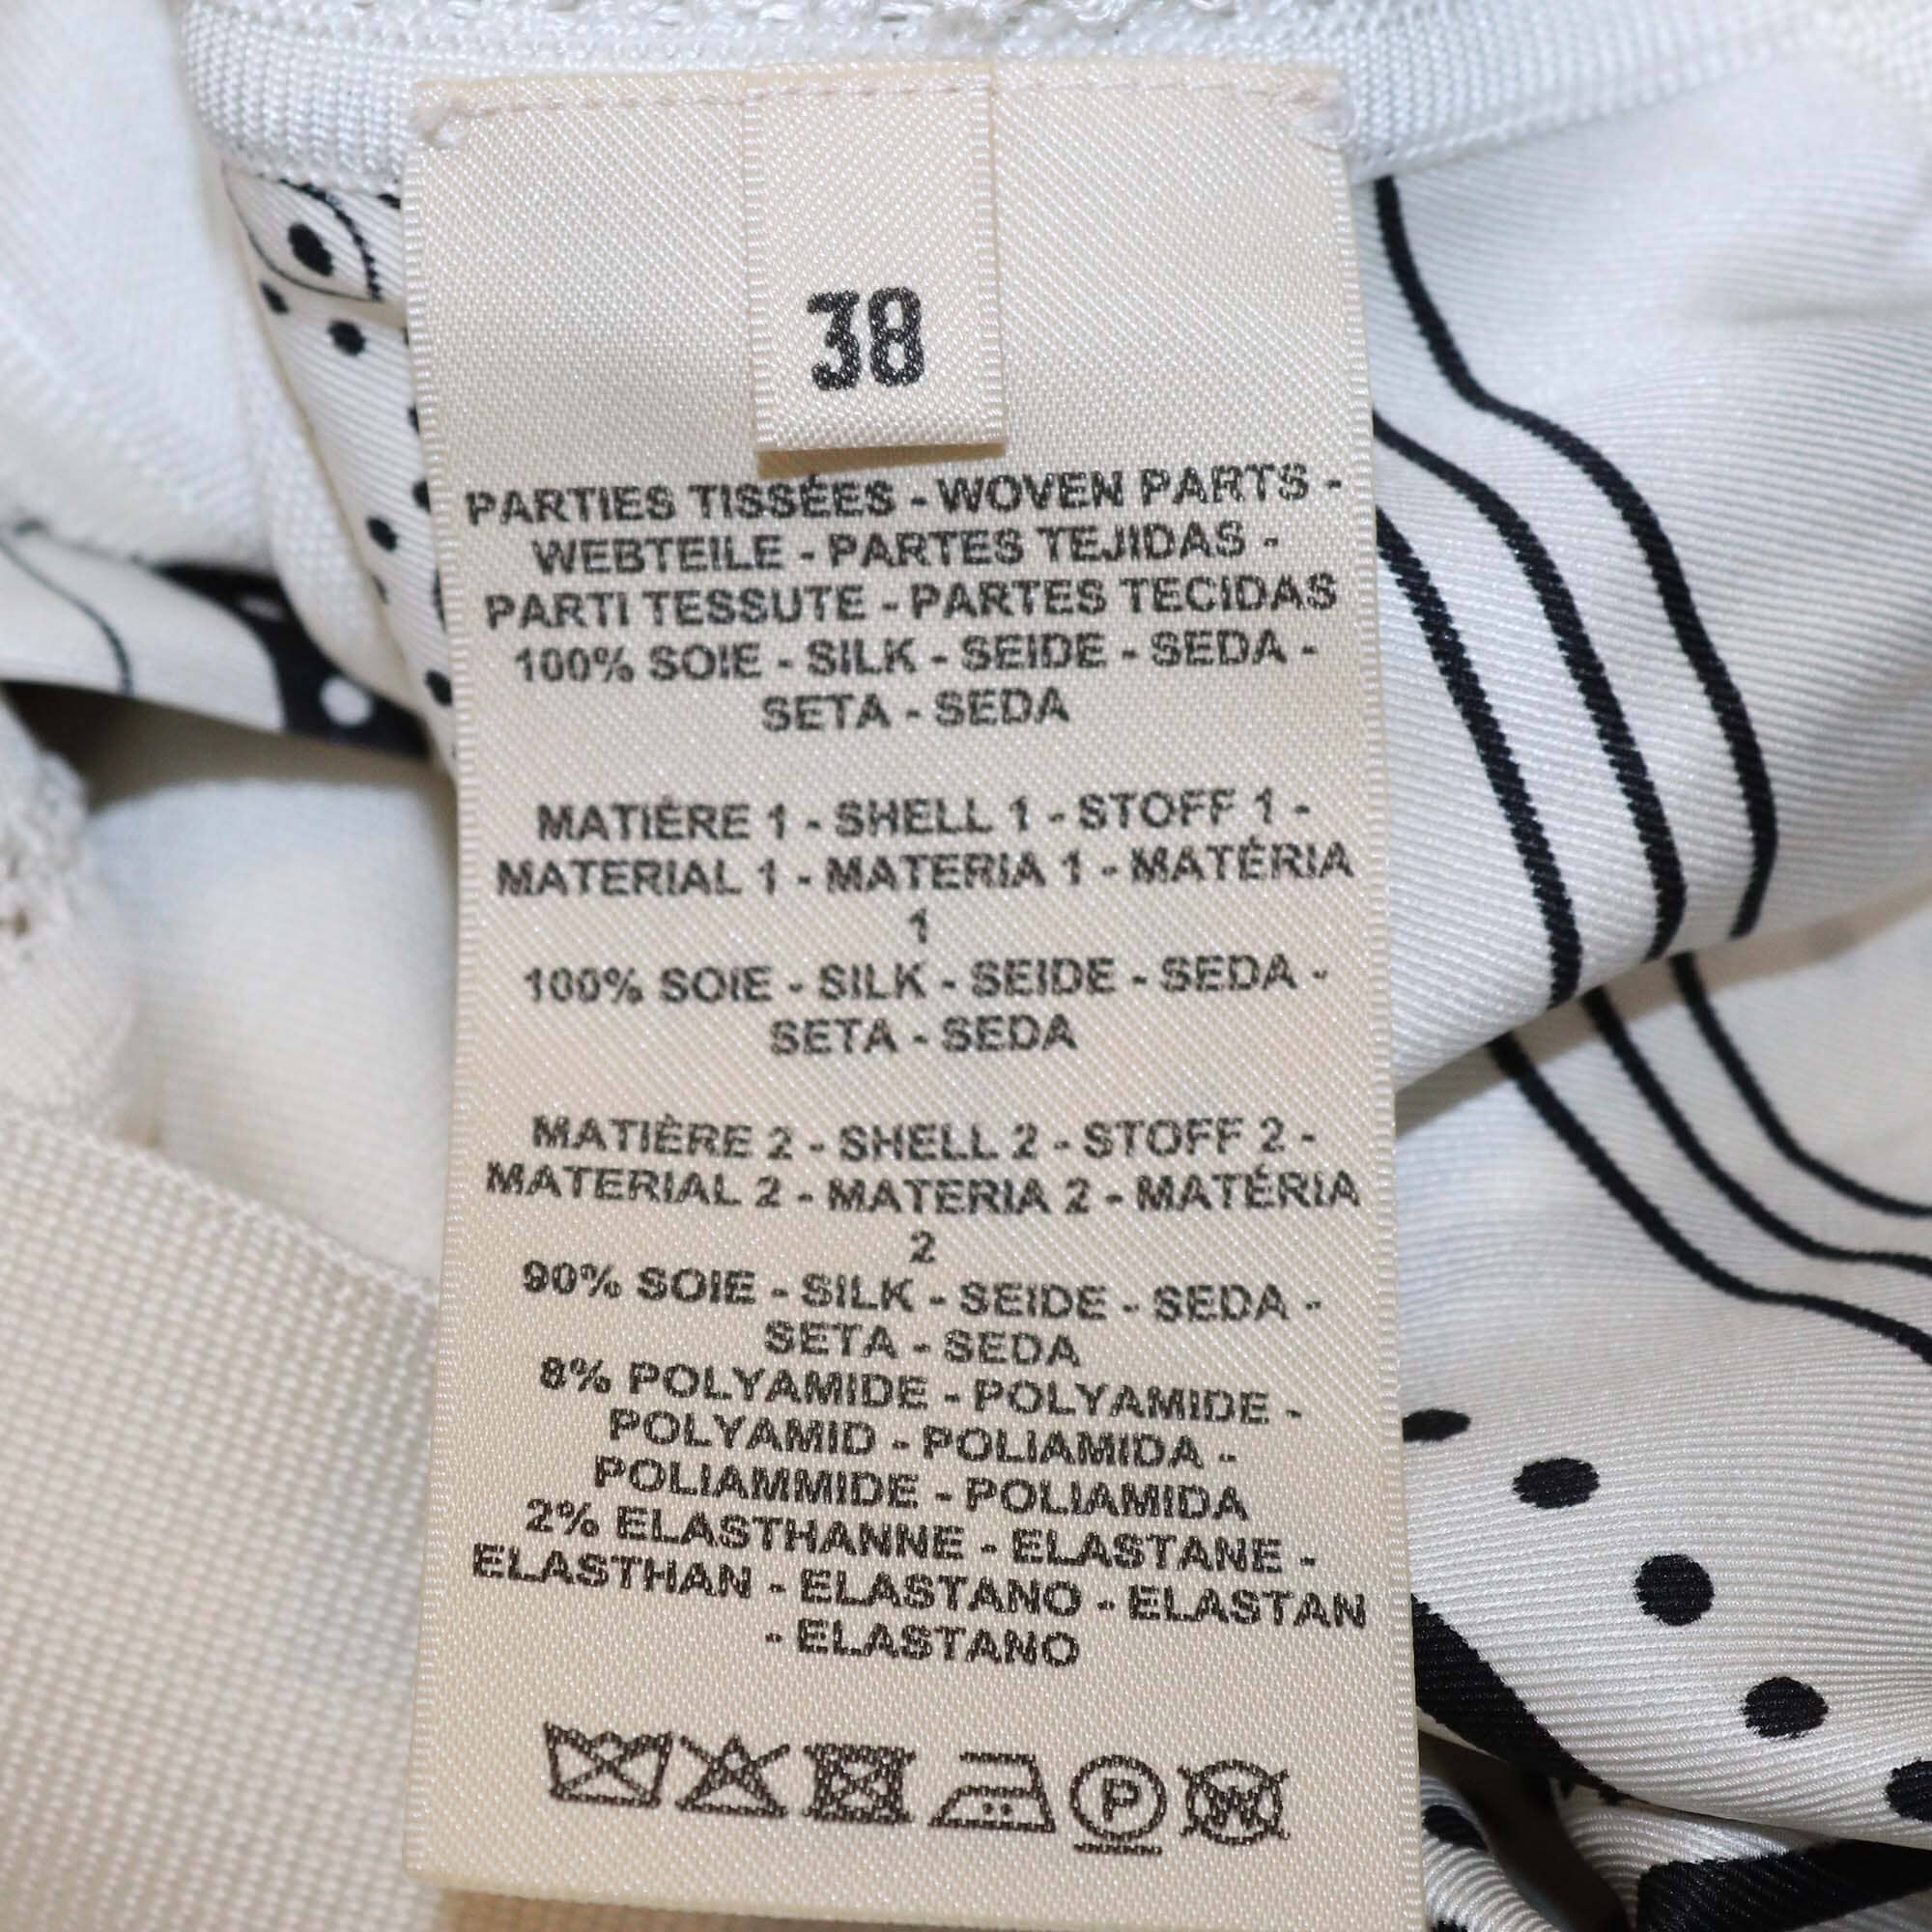 38
PARTIES TISSÉES - WOVEN PARTS -
WEBTEILE - PARTES TEJIDAS -
PARTI TESSUTE - PARTES TECIDAS
100% SOIE - SILK - SEIDE - SEDA -
SETA - SEDA
MATIÈRE 1 - SHELL 1 - STOFF 1 -
MATERIAL 1 - MATERIA 1 - MATÉRIA
1
100% SOIE - SILK - SEIDE - SEDA -
SETA - SEDA
MATIÈRE 2 - SHELL 2 - STOFF 2 -
MATERIAL 2 - MATERIA 2 - MATÉRIA
2
90% SOIE - SILK - SEIDE - SEDA -
SETA - SEDA
8% POLYAMIDE - POLYAMIDE -
POLYAMID - POLIAMIDA -
POLIAMMIDE - POLIAMIDA
2% ELASTHANNE - ELASTANE -
ELASTHAN - ELASTANO - ELASTAN
- ELASTANO
P W